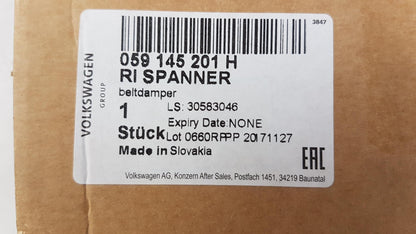 3847
VOLKSWAGEN
GROUP
059 145 201 H
RI SPANNER
beltdamper
1 LS: 30583046
Expiry Date:NONE
Stück Lot 0660RPPP 20171127
Made in Slovakia
EAC
Volkswagen AG, Konzern After Sales, Postfach 1451, 34219 Baunatal